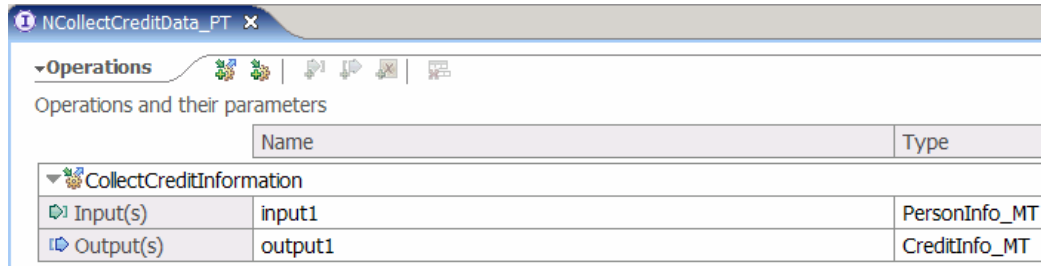 NCollectCreditData_PT
Operations
Operations and their parameters
Name Type
CollectCreditInformation
Input(s) input1 PersonInfo_MT
Output(s) output1 CreditInfo_MT